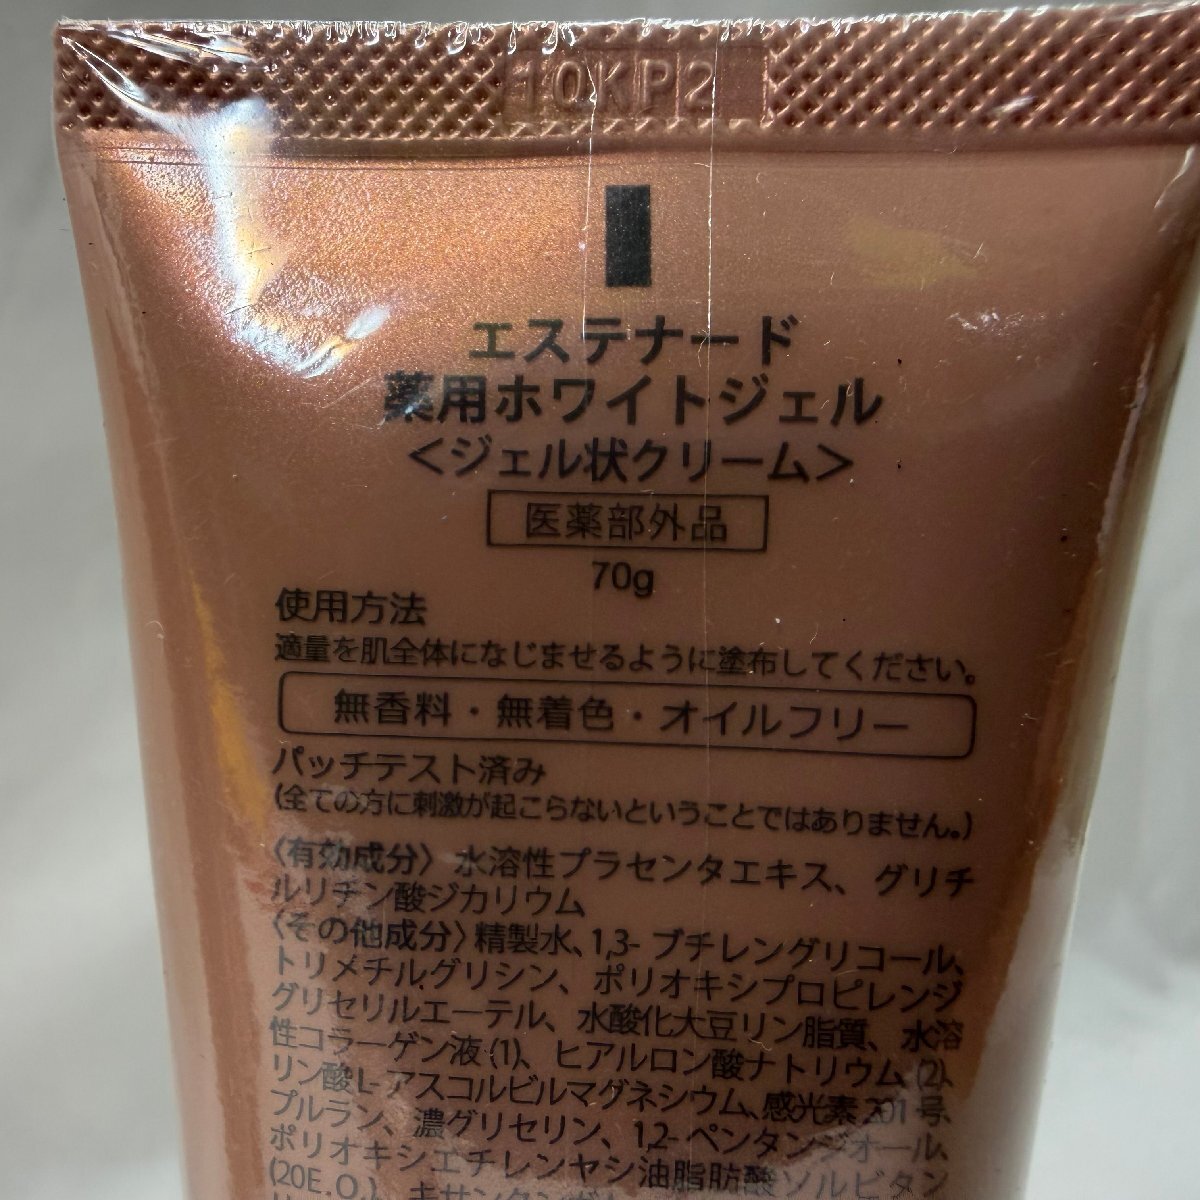 10KP2
エステナード
薬用ホワイトジェル
＜ジェル状クリーム＞
医薬部外品
70g
使用方法
適量を肌全体になじませるように塗布してください。
無香料・無着色・オイルフリー
パッチテスト済み
(全ての方に刺激が起こらないということではありません。)
〈有効成分〉 水溶性プラセンタエキス、グリチ
ルリチン酸ジカリウム
〈その他成分〉精製水、1,3-ブチレングリコール、
トリメチルグリシン、ポリオキシプロピレンジ
グリセリルエーテル、水酸化大豆リン脂質、水溶
性コラーゲン液(1)、ヒアルロン酸ナトリウム(2)、
リン酸L-アスコルビルマグネシウム、感光素201号、
プルラン、濃グリセリン、1,2-ペンタンジオール、
ポリオキシエチレンヤシ油脂肪酸ソルビタン
(20E.O.)、キサンタンガム